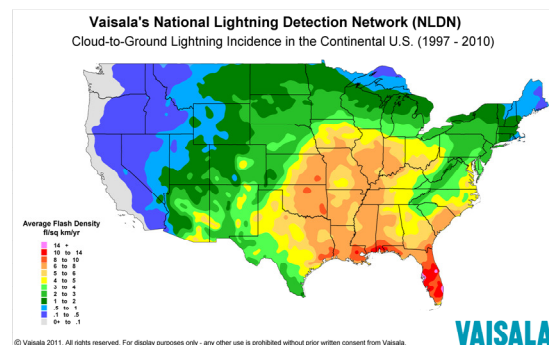 Vaisala's National Lightning Detection Network (NLDN)
Cloud-to-Ground Lightning Incidence in the Continental U.S. (1997 - 2010)
Average Flash Density
fl/sq km/yr
14 +
10 to 14
8 to 10
6 to 8
5 to 6
4 to 5
3 to 4
2 to 3
1 to 2
.5 to 1
.1 to .5
0+ to .1
© Vaisala 2011. All rights reserved. For display purposes only - any other use is prohibited without prior written consent from Vaisala.
VAISALA